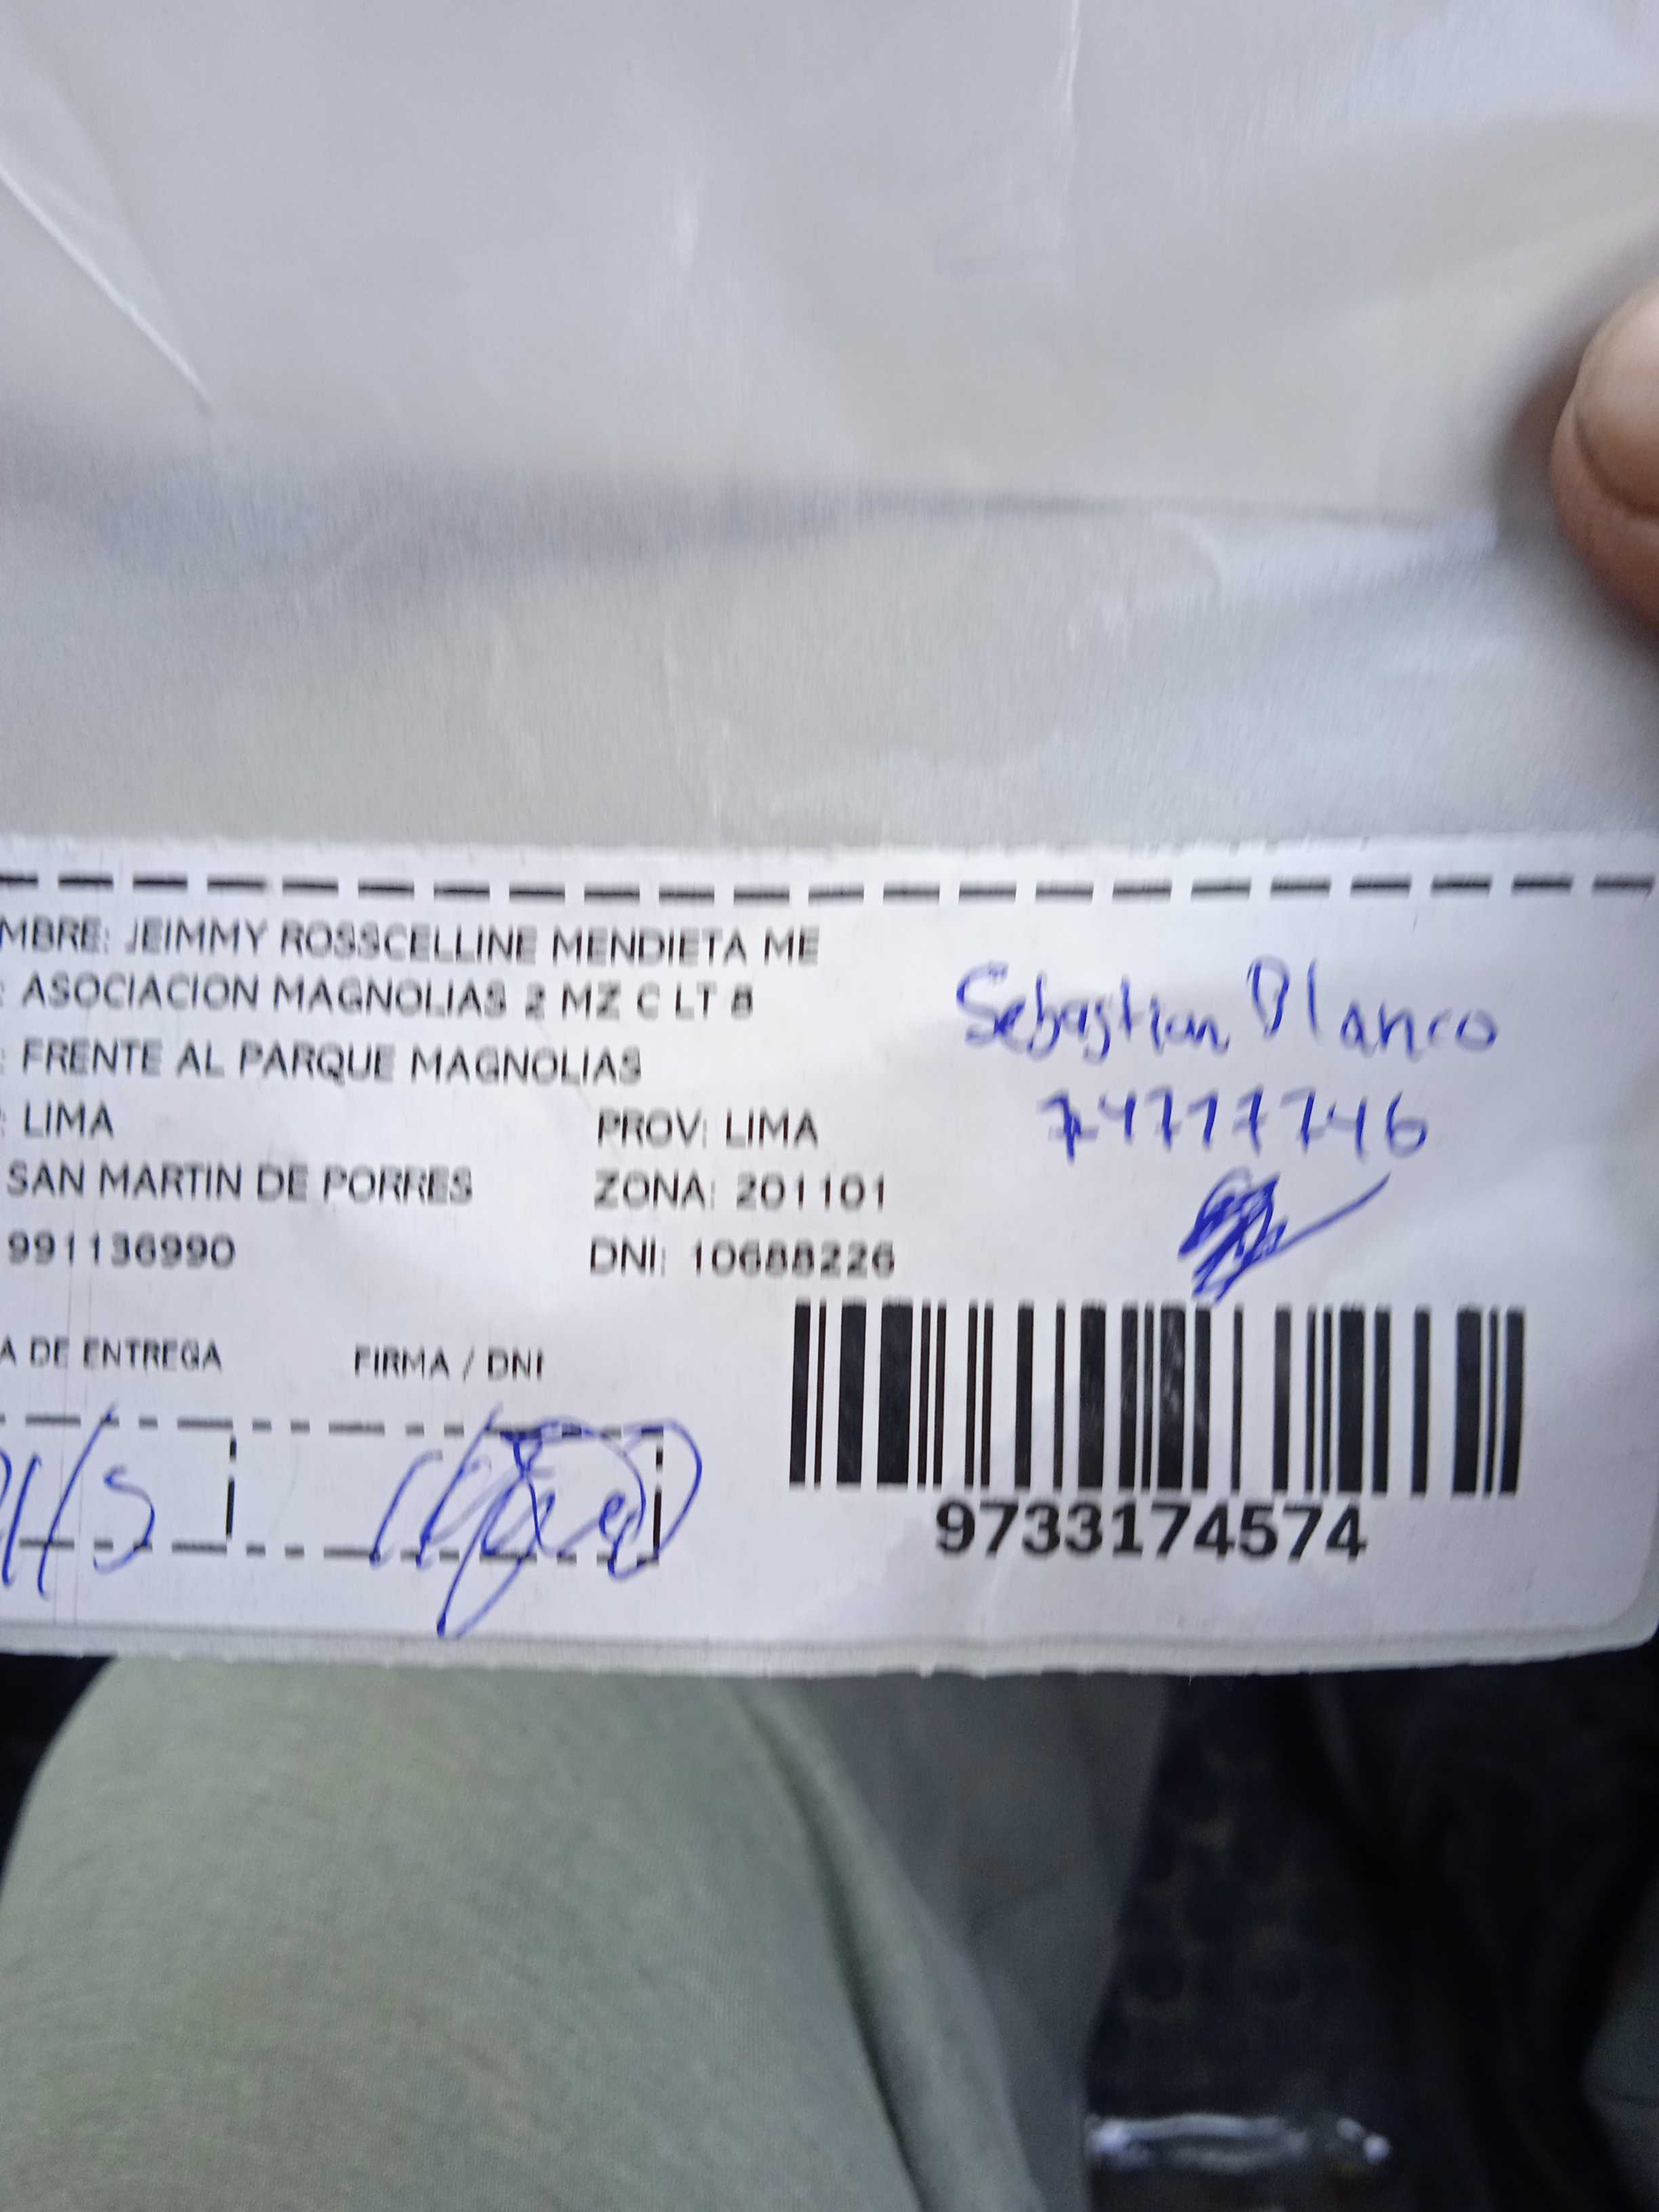 MBRE: JEIMMY ROSSCELLINE MENDIETA ME
: ASOCIACION MAGNOLIAS 2 MZ C LT 8
: FRENTE AL PARQUE MAGNOLIAS
: LIMA PROV: LIMA
SAN MARTIN DE PORRES ZONA: 201101
991136990 DNI: 10688226
Sebastian Blanco
74777746
A DE ENTREGA FIRMA / DNI
9733174574